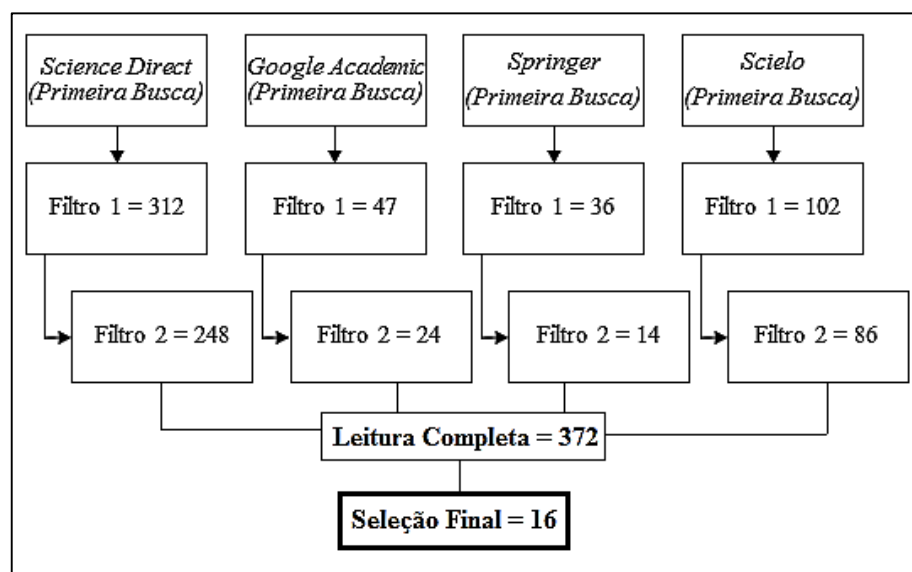 Science Direct
(Primeira Busca)
Google Academic
(Primeira Busca)
Springer
(Primeira Busca)
Scielo
(Primeira Busca)
Filtro 1 = 312
Filtro 1 = 47
Filtro 1 = 36
Filtro 1 = 102
Filtro 2 = 248
Filtro 2 = 24
Filtro 2 = 14
Filtro 2 = 86
Leitura Completa = 372
Seleção Final = 16